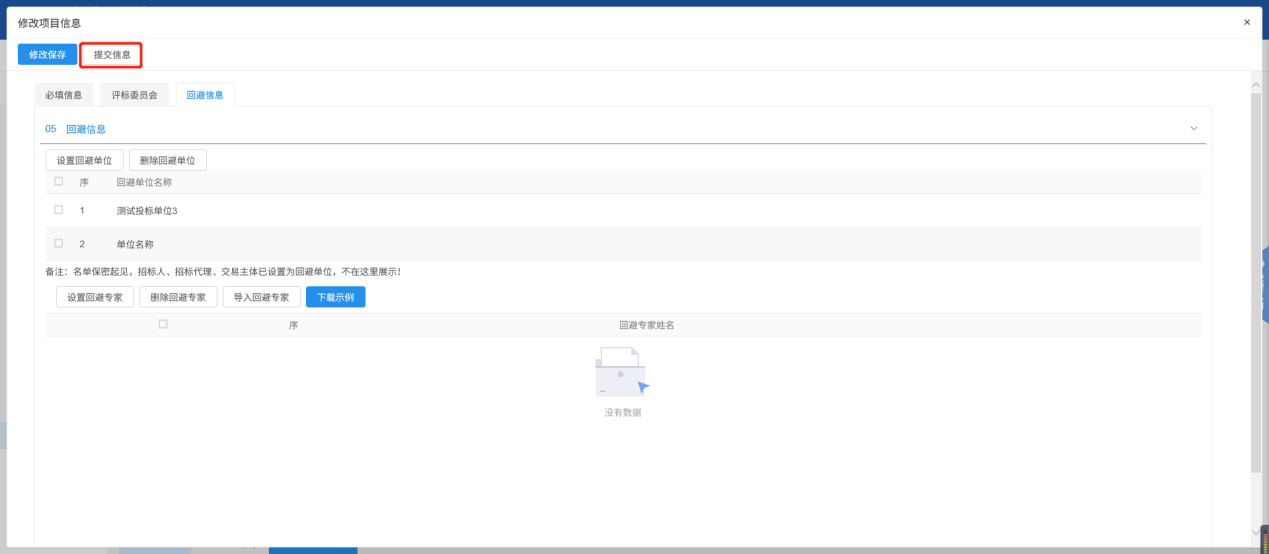 修改项目信息 ×
修改保存 提交信息
必填信息 评标委员会 回避信息
05 回避信息
设置回避单位 删除回避单位
序 回避单位名称
1 测试投标单位3
2 单位名称
备注：名单保密起见，招标人、招标代理、交易主体已设置为回避单位，不在这里展示！
设置回避专家 删除回避专家 导入回避专家 下载示例
序 回避专家姓名
没有数据